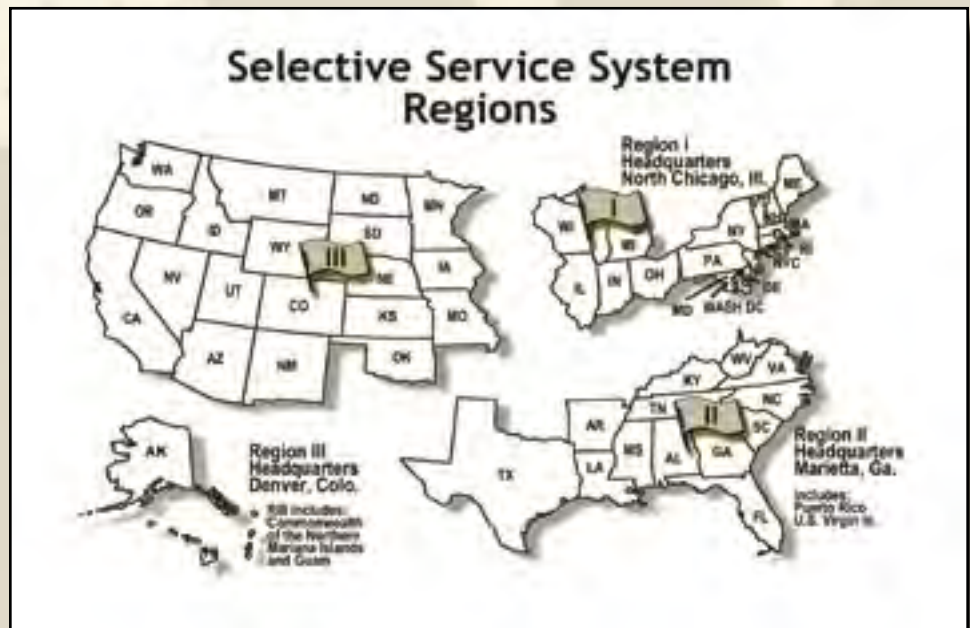 Selective Service System
Regions
Region I
Headquarters
North Chicago, Ill.
WA
MT
ND
MN
OR
ID
WY
SD
III
NE
IA
NV
UT
CO
KS
MO
CA
AZ
NM
OK
I
WI
MI
ME
NY
MA
RI
PA
NYC
IL
IN
OH
DE
MD
WASH DC
WV
VA
KY
NC
TN
II
SC
AR
MS
AL
GA
LA
TX
FL
AK
Region III
Headquarters
Denver, Colo.
RIII includes:
Commonwealth
of the Northern
Mariana Islands
and Guam
Region II
Headquarters
Marietta, Ga.
Includes:
Puerto Rico
U.S. Virgin Is.